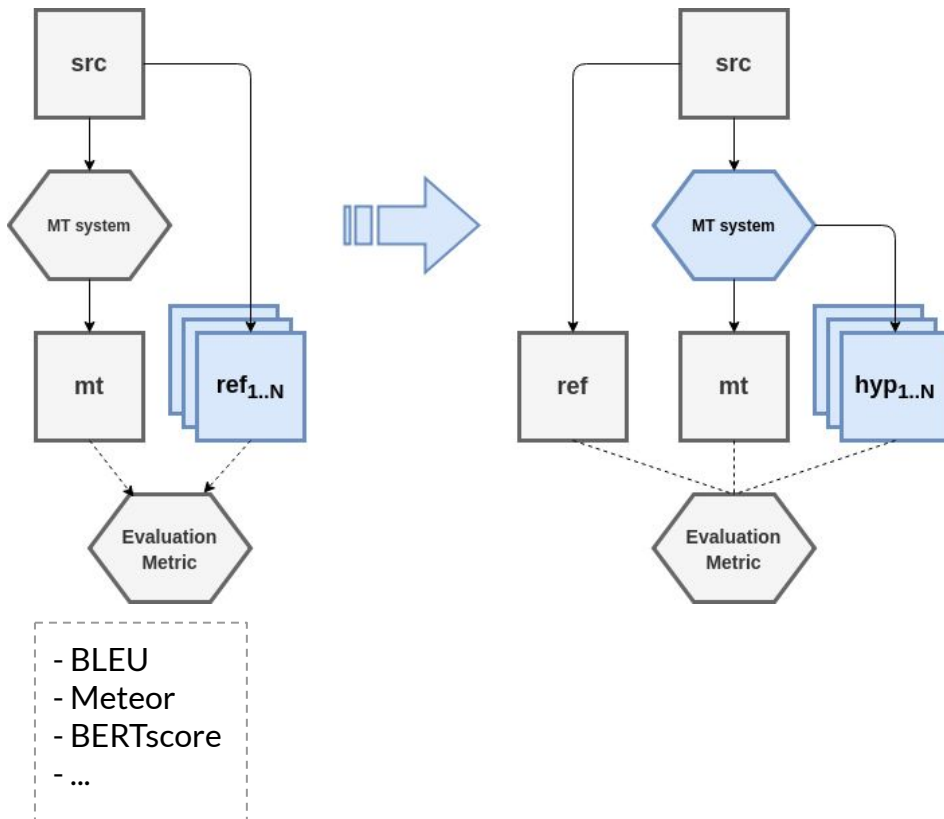 src
MT system
mt
ref1..N
Evaluation
Metric
- BLEU
- Meteor
- BERTscore
- ...
src
MT system
ref
mt
hyp1..N
Evaluation
Metric